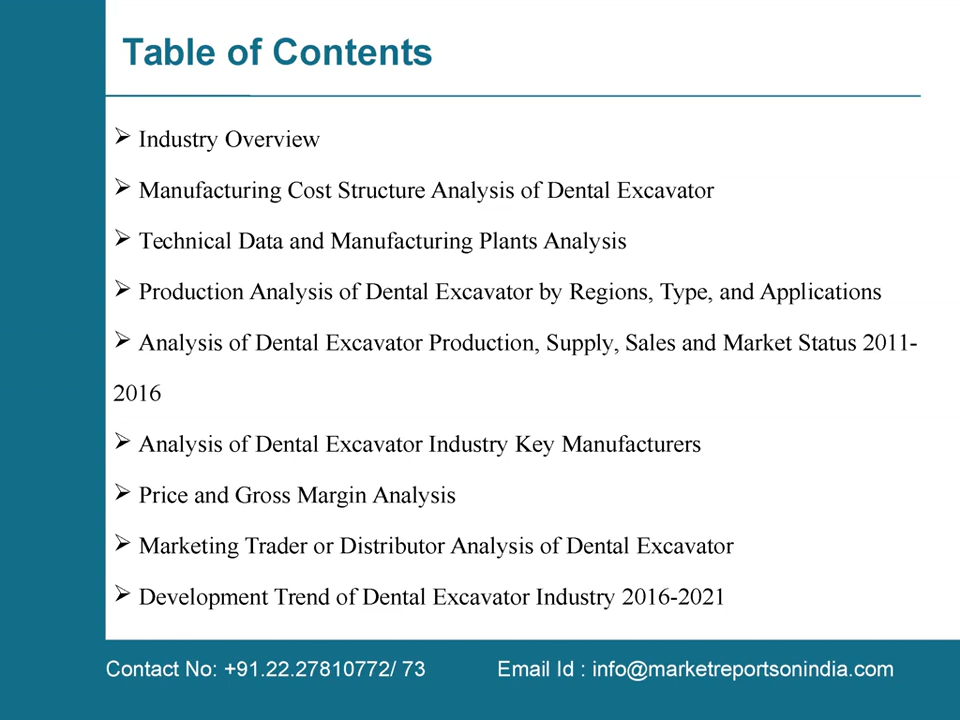 Table of Contents
➢ Industry Overview
➢ Manufacturing Cost Structure Analysis of Dental Excavator
➢ Technical Data and Manufacturing Plants Analysis
➢ Production Analysis of Dental Excavator by Regions, Type, and Applications
➢ Analysis of Dental Excavator Production, Supply, Sales and Market Status 2011-
2016
➢ Analysis of Dental Excavator Industry Key Manufacturers
➢ Price and Gross Margin Analysis
➢ Marketing Trader or Distributor Analysis of Dental Excavator
➢ Development Trend of Dental Excavator Industry 2016-2021
Contact No: +91.22.27810772/ 73 Email Id : info@marketreportsonindia.com